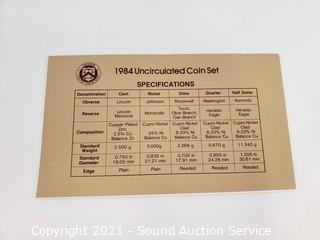 1984 Uncirculated Coin Set
SPECIFICATIONS
Denomination Cent Nickel Dime Quarter Half Dollar
Obverse Lincoln Jefferson Roosevelt Washington Kennedy
Reverse Lincoln Memorial Monticello Torch, Olive Branch Oak Branch Heraldic Eagle Heraldic Eagle
Composition Copper Plated Zinc 2.5% Cu Balance Zn Cupro-Nickel 25% Ni Balance Cu Cupro-Nickel Clad 8.33% Ni Balance Cu Cupro-Nickel Clad 8.33% Ni Balance Cu Cupro-Nickel Clad 8.33% Ni Balance Cu
Standard Weight 2.500 g 5.000g 2.268 g 5.670 g 11.340 g
Standard Diameter 0.750 in 19.05 mm 0.835 in 21.21 mm 0.705 in 17.91 mm 0.955 in 24.26 mm 1.205 in 30.61 mm
Edge Plain Plain Reeded Reeded Reeded
Copyright 2021 - Sound Auction Service